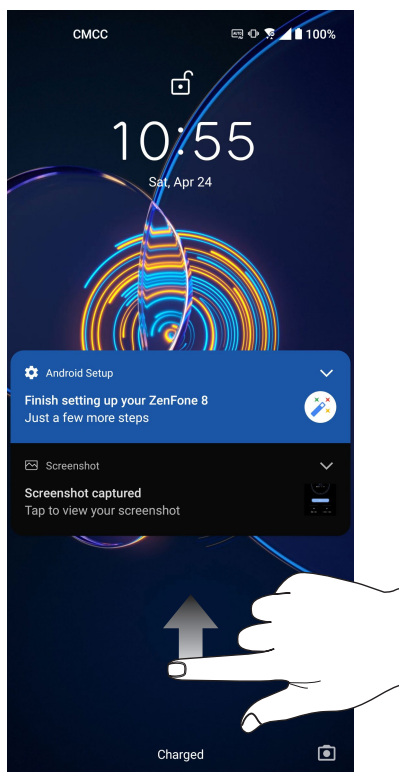 CMCC
100%
10:55
Sat, Apr 24
Android Setup
Finish setting up your ZenFone 8
Just a few more steps
Screenshot
Screenshot captured
Tap to view your screenshot
Charged